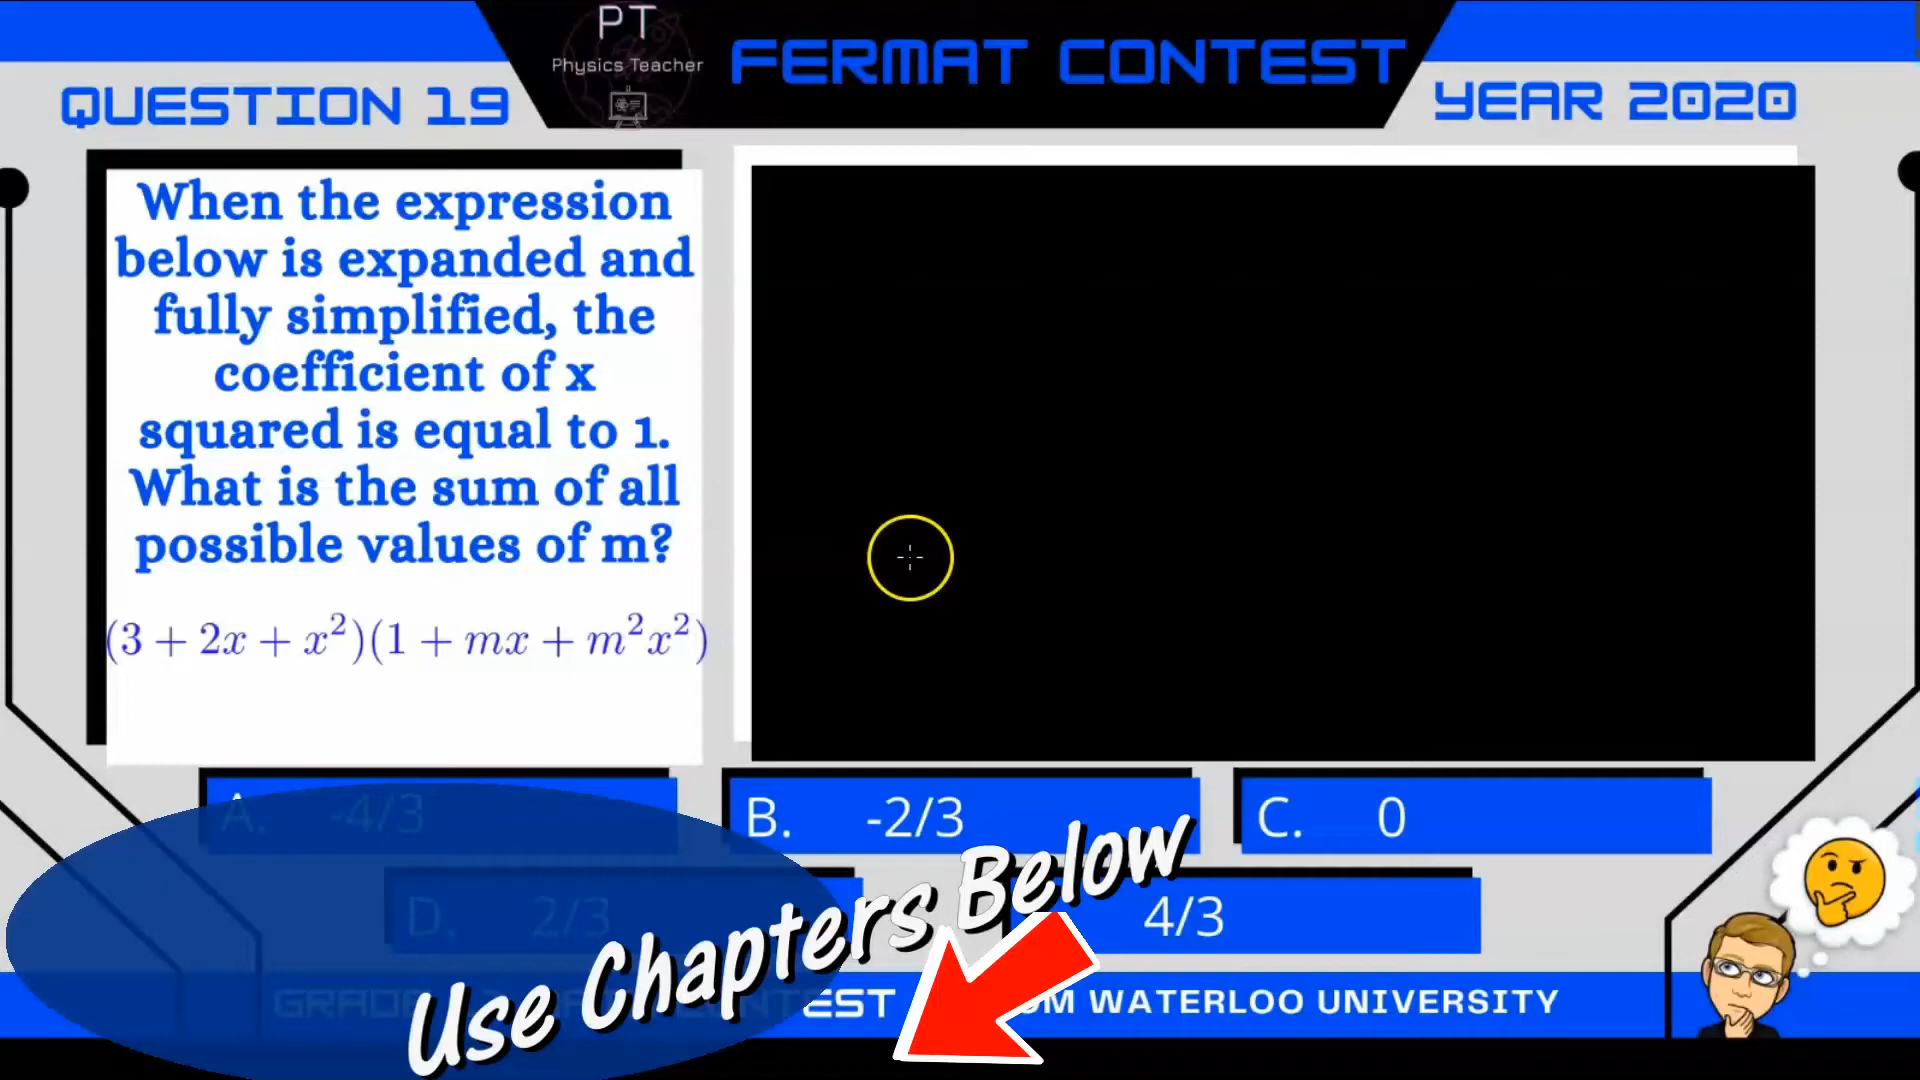 PT
Physics Teacher
FERMAT CONTEST
QUESTION 19
YEAR 2020
When the expression
below is expanded and
fully simplified, the
coefficient of x
squared is equal to 1.
What is the sum of all
possible values of m?
(3 + 2x + x²)(1 + mx + m²x²)
A. -4/3
B. -2/3
C. 0
D. 2/3
4/3
Use Chapters Below
WATERLOO UNIVERSITY